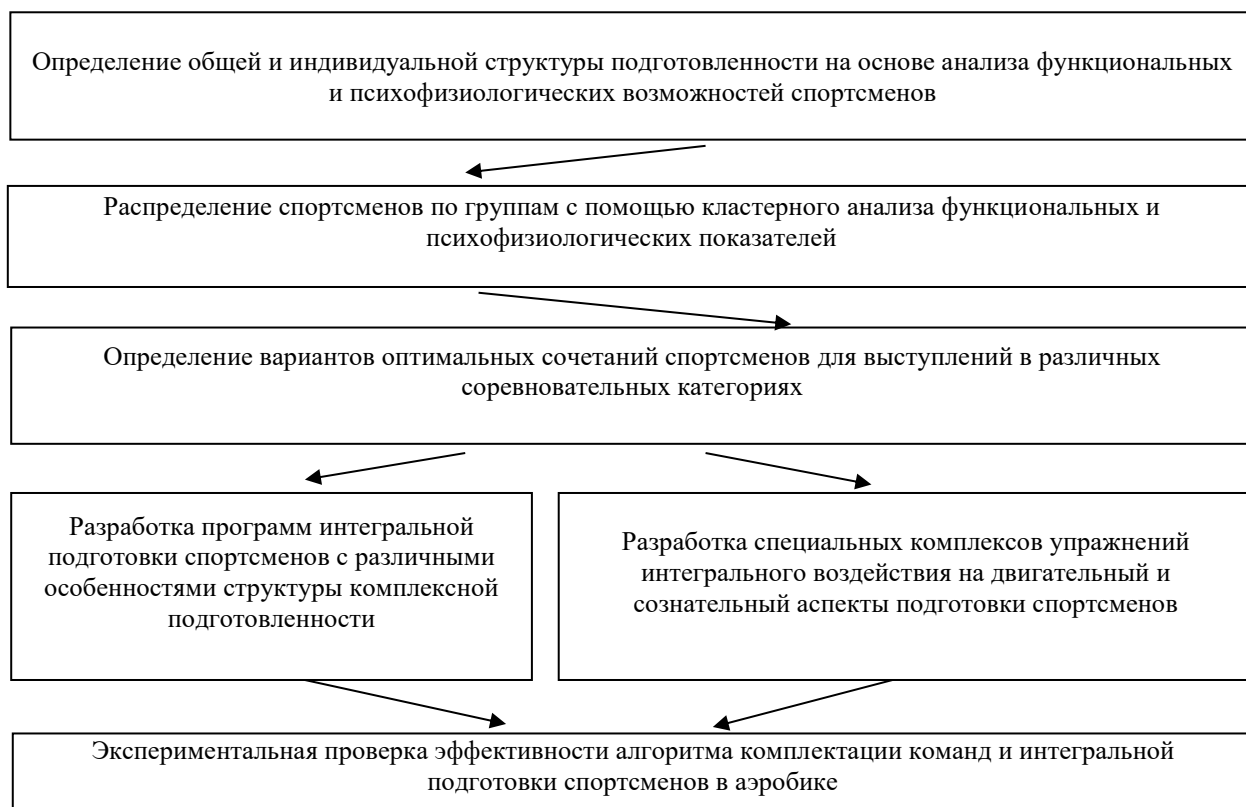 Определение общей и индивидуальной структуры подготовленности на основе анализа функциональных
и психофизиологических возможностей спортсменов
Распределение спортсменов по группам с помощью кластерного анализа функциональных и
психофизиологических показателей
Определение вариантов оптимальных сочетаний спортсменов для выступлений в различных
соревновательных категориях
Разработка программ интегральной
подготовки спортсменов с различными
особенностями структуры комплексной
подготовленности
Разработка специальных комплексов упражнений
интегрального воздействия на двигательный и
сознательный аспекты подготовки спортсменов
Экспериментальная проверка эффективности алгоритма комплектации команд и интегральной
подготовки спортсменов в аэробике